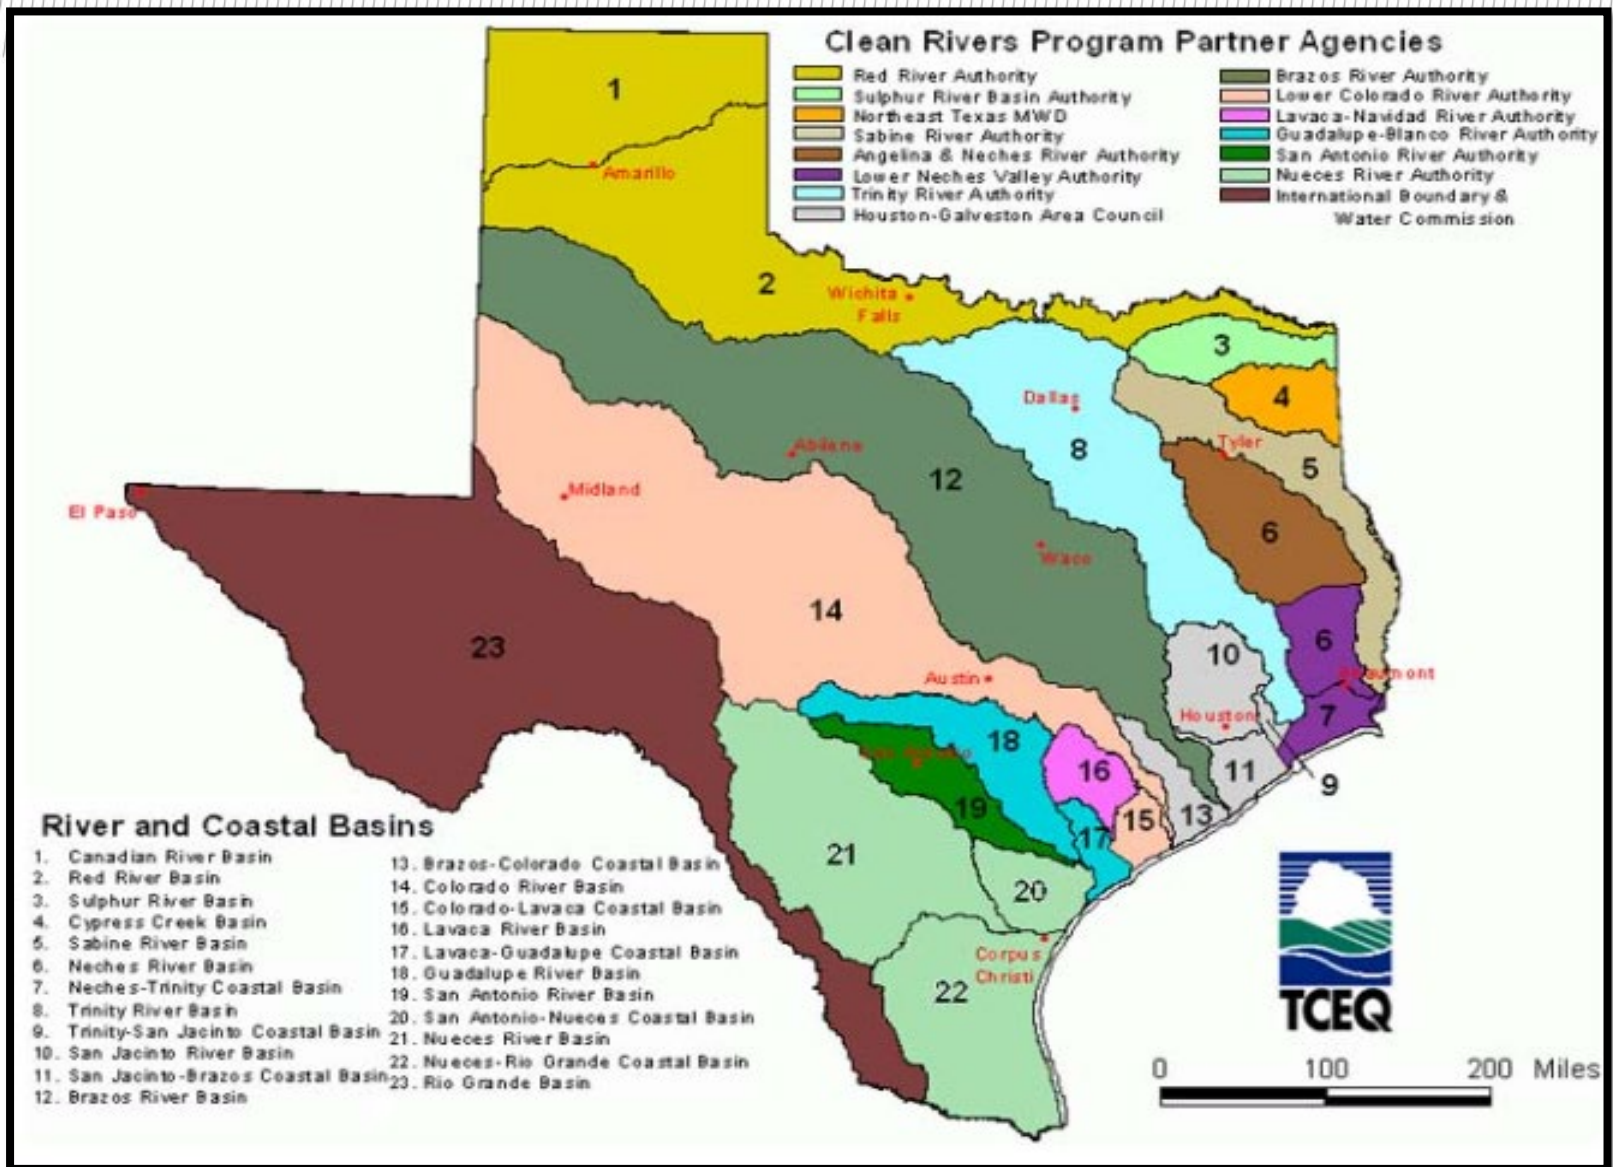 Clean Rivers Program Partner Agencies
Red River Authority
Sulphur River Basin Authority
Northeast Texas MWD
Sabine River Authority
Angelina & Neches River Authority
Lower Neches Valley Authority
Trinity River Authority
Houston-Galveston Area Council
Brazos River Authority
Lower Colorado River Authority
Lavaca-Navidad River Authority
Guadalupe-Blanco River Authority
San Antonio River Authority
Nueces River Authority
International Boundary &
Water Commission
1
Amarillo
2
Wichita
Falls
3
Dallas
4
8
Tyler
5
Abilene
12
Midland
El Paso
6
Waco
14
23
10
6
Austin
Beaumont
Houston
7
18
San Antonio
16
11
9
19
15
13
17
21
20
Corpus
Christi
22
River and Coastal Basins
1. Canadian River Basin
2. Red River Basin
3. Sulphur River Basin
4. Cypress Creek Basin
5. Sabine River Basin
6. Neches River Basin
7. Neches-Trinity Coastal Basin
8. Trinity River Basin
9. Trinity-San Jacinto Coastal Basin
10. San Jacinto River Basin
11. San Jacinto-Brazos Coastal Basin
12. Brazos River Basin
13. Brazos-Colorado Coastal Basin
14. Colorado River Basin
15. Colorado-Lavaca Coastal Basin
16. Lavaca River Basin
17. Lavaca-Guadalupe Coastal Basin
18. Guadalupe River Basin
19. San Antonio River Basin
20. San Antonio-Nueces Coastal Basin
21. Nueces River Basin
22. Nueces-Rio Grande Coastal Basin
23. Rio Grande Basin
TCEQ
0 100 200 Miles